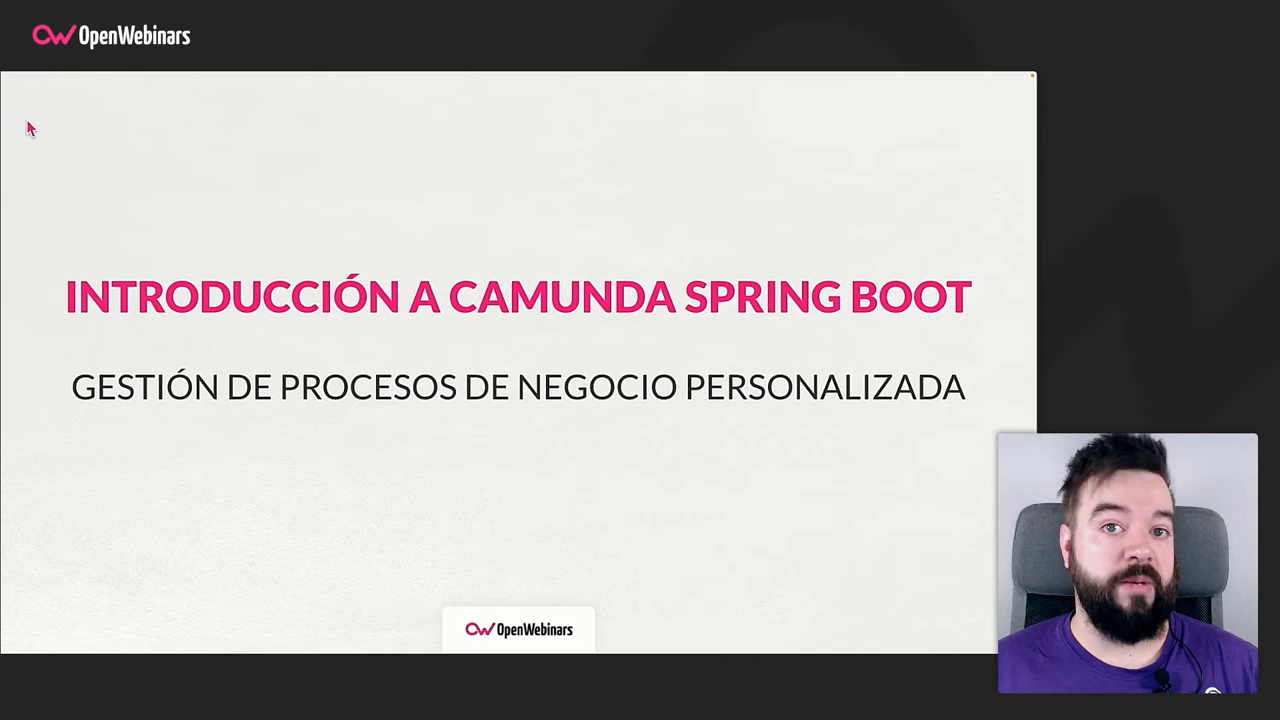 OpenWebinars
INTRODUCCIÓN A CAMUNDA SPRING BOOT
GESTIÓN DE PROCESOS DE NEGOCIO PERSONALIZADA
OpenWebinars